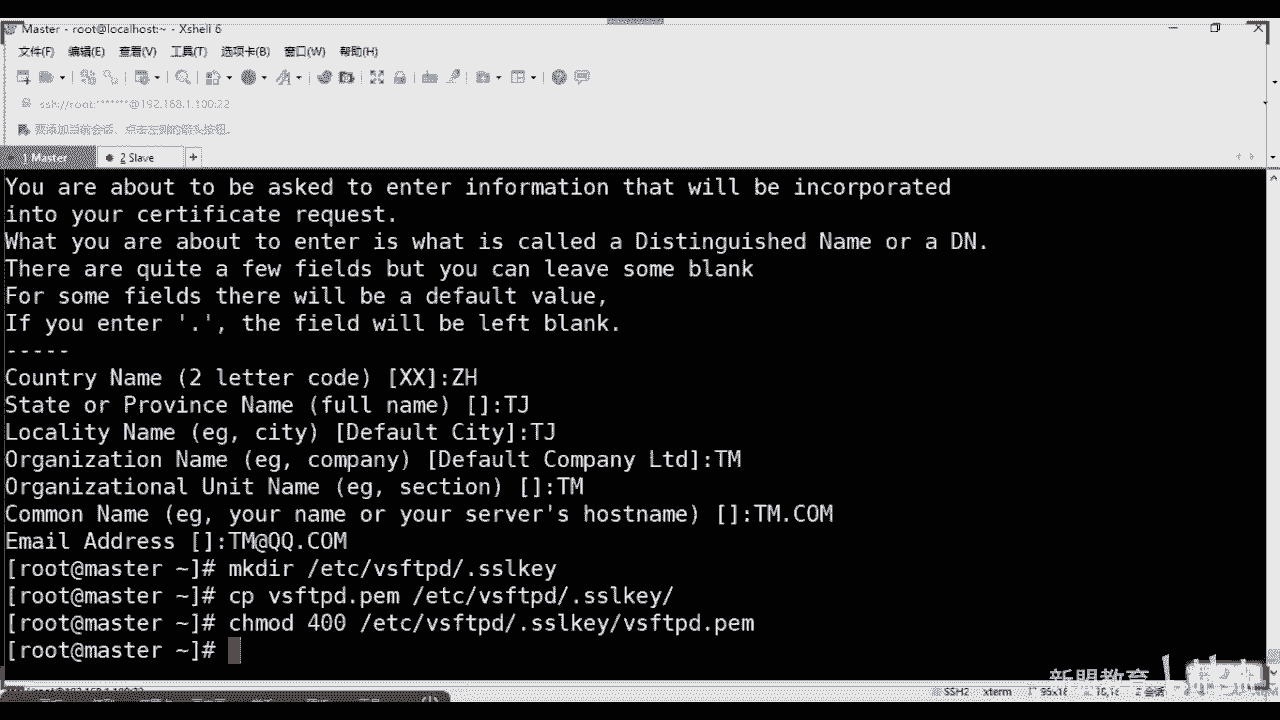 Master - root@localhost:~ - Xshell 6
文件(F) 编辑(E) 查看(V) 工具(T) 选项卡(B) 窗口(W) 帮助(H)
ssh://root:*******@192.168.1.100:22
要添加当前会话，点击左侧的箭头按钮。
1 Master 2 Slave +
You are about to be asked to enter information that will be incorporated
into your certificate request.
What you are about to enter is what is called a Distinguished Name or a DN.
There are quite a few fields but you can leave some blank
For some fields there will be a default value,
If you enter '.', the field will be left blank.
-----
Country Name (2 letter code) [XX]:ZH
State or Province Name (full name) []:TJ
Locality Name (eg, city) [Default City]:TJ
Organization Name (eg, company) [Default Company Ltd]:TM
Organizational Unit Name (eg, section) []:TM
Common Name (eg, your name or your server's hostname) []:TM.COM
Email Address []:TM@QQ.COM
[root@master ~]# mkdir /etc/vsftpd/.sslkey
[root@master ~]# cp vsftpd.pem /etc/vsftpd/.sslkey/
[root@master ~]# chmod 400 /etc/vsftpd/.sslkey/vsftpd.pem
[root@master ~]#
新盟教育
SSH2 xterm